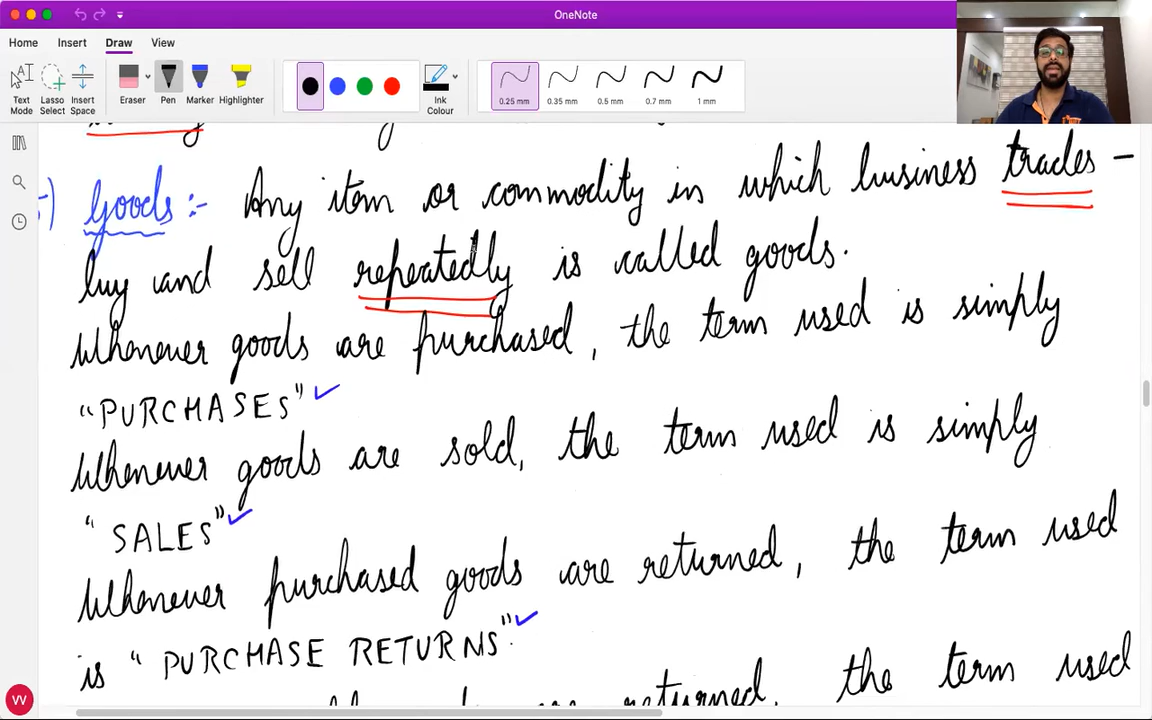 OneNote
Home Insert Draw View
Text Mode Lasso Select Insert Space Eraser Pen Marker Highlighter Ink Colour 0.25 mm 0.35 mm 0.5 mm 0.7 mm 1 mm
-) Goods :- Any item or commodity in which business trades -
buy and sell repeatedly is called goods.
Whenever goods are purchased, the term used is simply
"PURCHASES"
Whenever goods are sold, the term used is simply
"SALES"
Whenever purchased goods are returned, the term used
is "PURCHASE RETURNS".
are returned, the term used
VV